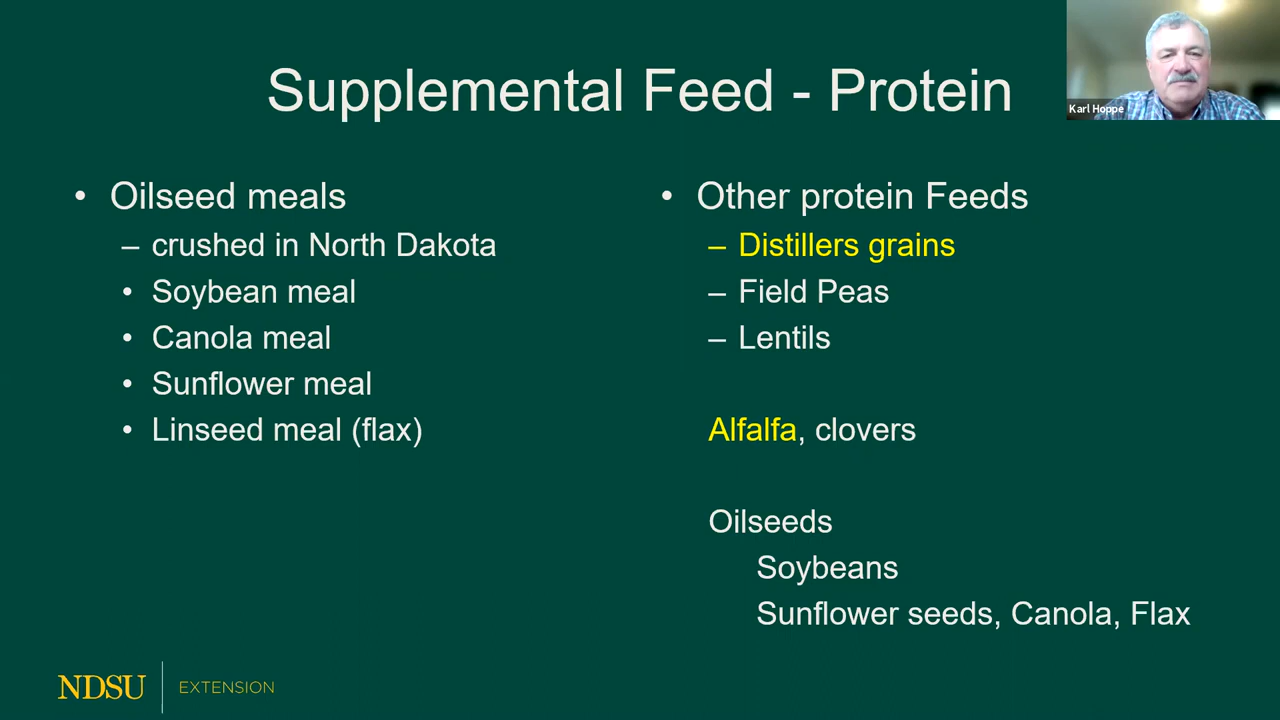 Supplemental Feed - Protein
Karl Hoppe
• Oilseed meals
– crushed in North Dakota
• Soybean meal
• Canola meal
• Sunflower meal
• Linseed meal (flax)
• Other protein Feeds
– Distillers grains
– Field Peas
– Lentils
Alfalfa, clovers
Oilseeds
Soybeans
Sunflower seeds, Canola, Flax
NDSU EXTENSION